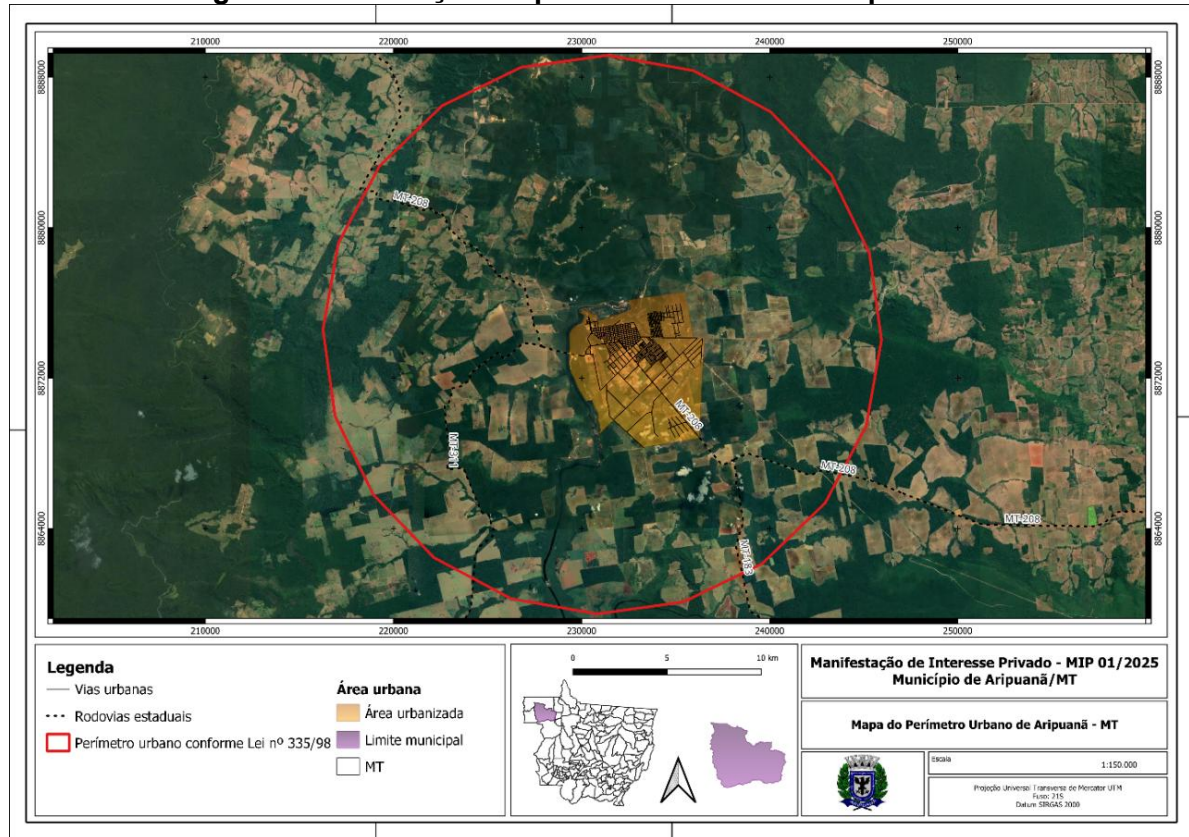 210000 220000 230000 240000 250000
8888000 8888000
8880000 8880000
8872000 8872000
8864000 8864000
MT-208
MT-208
MT-208
MT-208
MT-183
210000 220000 230000 240000 250000
Legenda
Vias urbanas
Rodovias estaduais
Perímetro urbano conforme Lei nº 335/98
Área urbana
Área urbanizada
Limite municipal
MT
0 5 10 km
Manifestação de Interesse Privado - MIP 01/2025
Município de Aripuanã/MT
Mapa do Perímetro Urbano de Aripuanã - MT
Escala
1:150.000
Projeção Universal Transversa de Mercator UTM
Fuso: 21S
Datum SIRGAS 2000